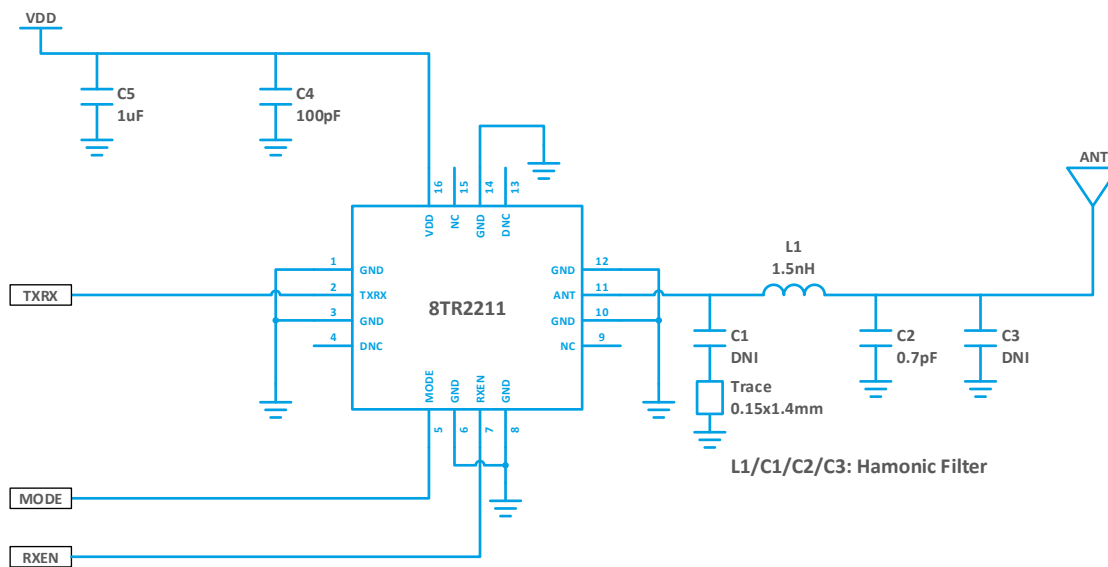 VDD
C5
1uF
C4
100pF
ANT
16
15
14
13
VDD
NC
GND
DNC
L1
1.5nH
1
GND
GND
12
TXRX
2
TXRX
8TR2211
ANT
11
3
GND
GND
10
4
DNC
NC
9
C1
DNI
C2
0.7pF
C3
DNI
Trace
0.15x1.4mm
MODE
GND
RXEN
GND
5
6
7
8
L1/C1/C2/C3: Hamonic Filter
MODE
RXEN